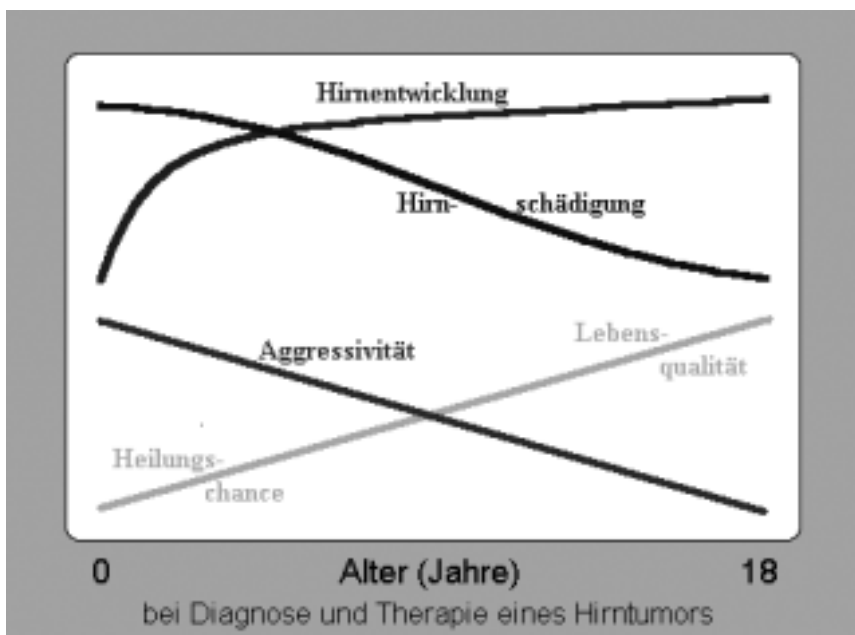 Hirnentwicklung
Hirn- schädigung
Aggressivität
Lebens-
qualität
Heilungs-
chance
0 Alter (Jahre) 18
bei Diagnose und Therapie eines Hirntumors